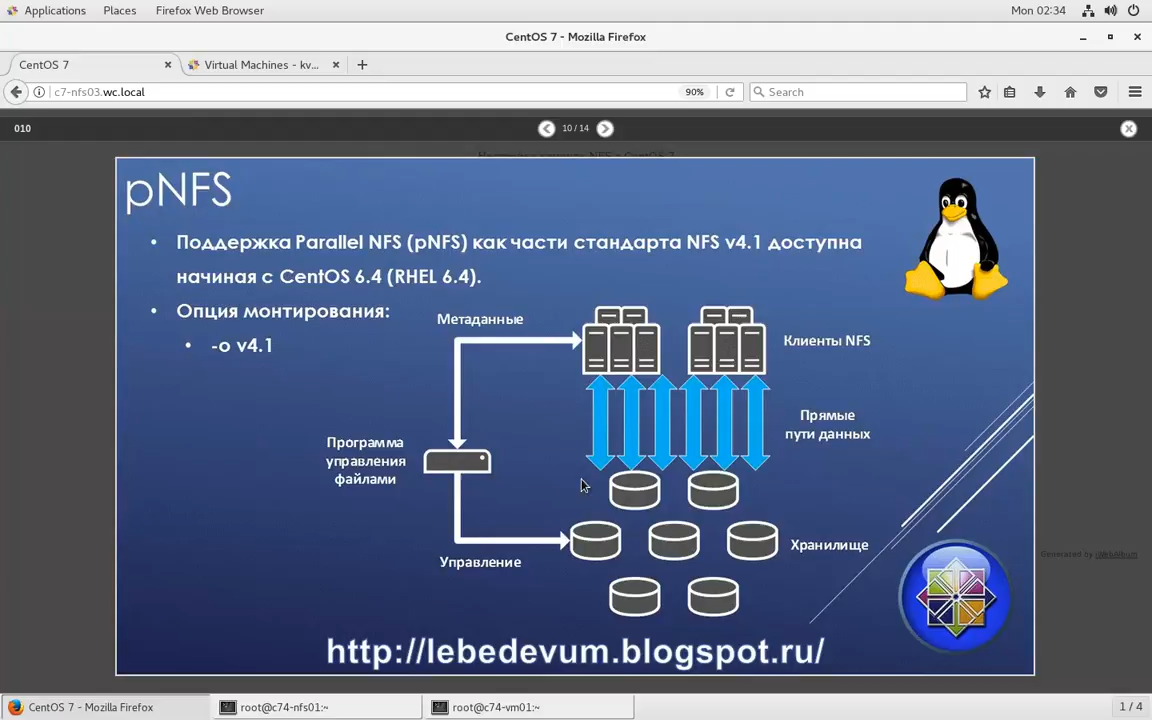 Applications Places Firefox Web Browser Mon 02:34
CentOS 7 - Mozilla Firefox
CentOS 7 Virtual Machines - kv...
c7-nfs03.wc.local 90% Search
010 10 / 14
pNFS
• Поддержка Parallel NFS (pNFS) как части стандарта NFS v4.1 доступна
начиная с CentOS 6.4 (RHEL 6.4).
• Опция монтирования:
• -o v4.1
Метаданные
Клиенты NFS
Прямые
пути данных
Программа
управления
файлами
Хранилище
Управление
http://lebedevum.blogspot.ru/
CentOS 7 - Mozilla Firefox root@c74-nfs01:~ root@c74-vm01:~ 1 / 4